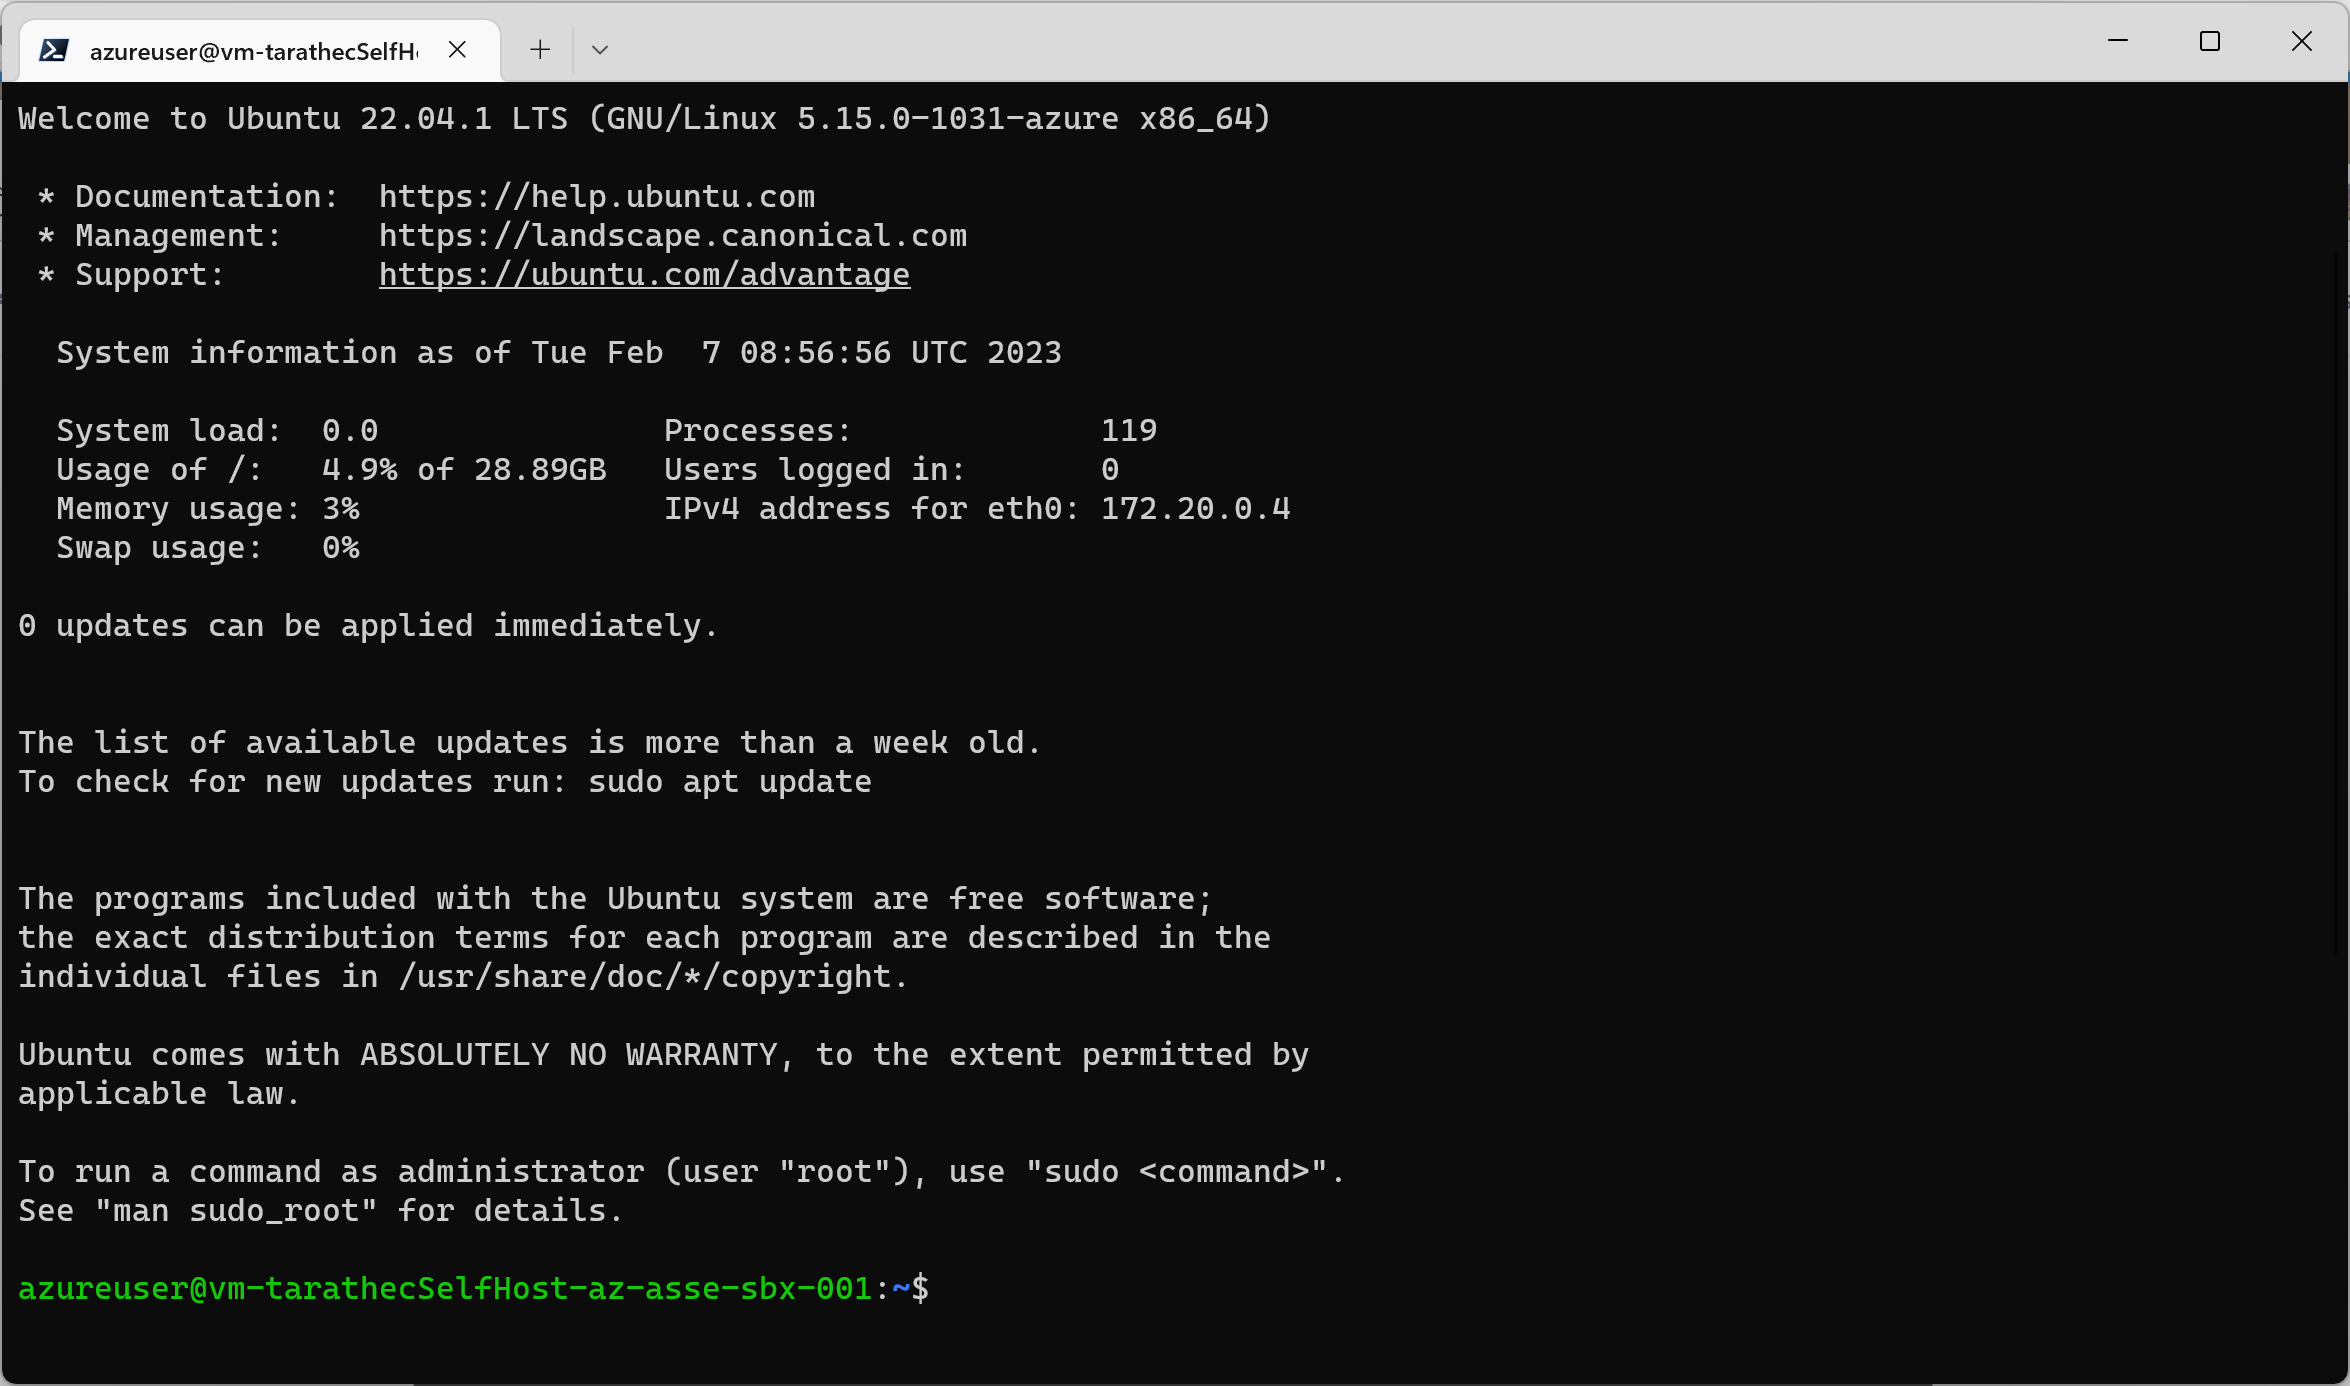 azureuser@vm-tarathecSelfH
Welcome to Ubuntu 22.04.1 LTS (GNU/Linux 5.15.0-1031-azure x86_64)
* Documentation:  https://help.ubuntu.com
* Management:     https://landscape.canonical.com
* Support:        https://ubuntu.com/advantage
System information as of Tue Feb  7 08:56:56 UTC 2023
System load:  0.0               Processes:             119
Usage of /:   4.9% of 28.89GB   Users logged in:       0
Memory usage: 3%                IPv4 address for eth0: 172.20.0.4
Swap usage:   0%
0 updates can be applied immediately.
The list of available updates is more than a week old.
To check for new updates run: sudo apt update
The programs included with the Ubuntu system are free software;
the exact distribution terms for each program are described in the
individual files in /usr/share/doc/*/copyright.
Ubuntu comes with ABSOLUTELY NO WARRANTY, to the extent permitted by
applicable law.
To run a command as administrator (user "root"), use "sudo <command>".
See "man sudo_root" for details.
azureuser@vm-tarathecSelfHost-az-asse-sbx-001:~$